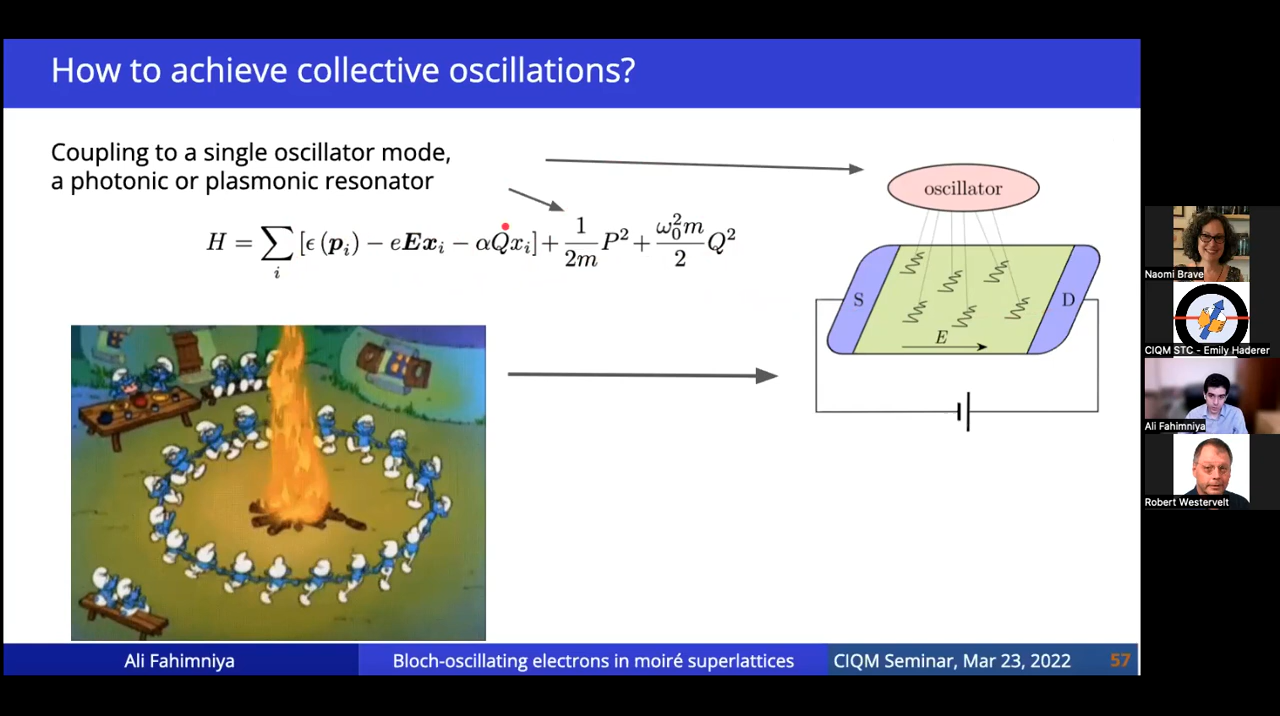 How to achieve collective oscillations?
Coupling to a single oscillator mode,
a photonic or plasmonic resonator
H = ∑_i [ϵ (p_i) − eEx_i − αQx_i] + 1/2m P² + ω₀²m/2 Q²
oscillator
S
D
E
Naomi Brave
CIQM STC - Emily Haderer
Ali Fahimniya
Robert Westervelt
Ali Fahimniya
Bloch-oscillating electrons in moiré superlattices
CIQM Seminar, Mar 23, 2022
57